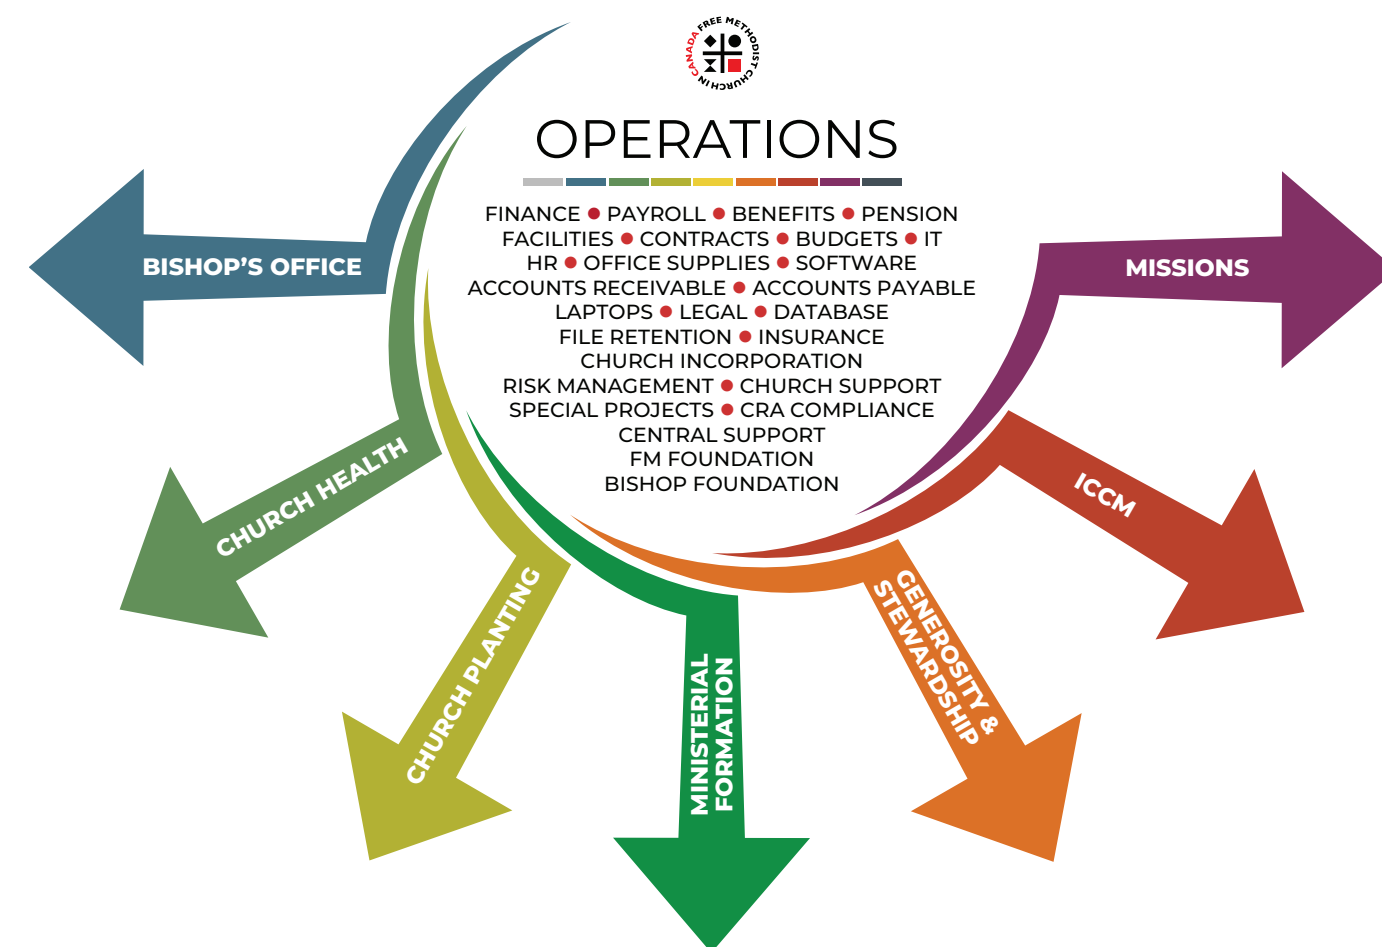 FREE METHODIST CHURCH IN CANADA
OPERATIONS
FINANCE ● PAYROLL ● BENEFITS ● PENSION
FACILITIES ● CONTRACTS ● BUDGETS ● IT
HR ● OFFICE SUPPLIES ● SOFTWARE
ACCOUNTS RECEIVABLE ● ACCOUNTS PAYABLE
LAPTOPS ● LEGAL ● DATABASE
FILE RETENTION ● INSURANCE
CHURCH INCORPORATION
RISK MANAGEMENT ● CHURCH SUPPORT
SPECIAL PROJECTS ● CRA COMPLIANCE
CENTRAL SUPPORT
FM FOUNDATION
BISHOP FOUNDATION
BISHOP'S OFFICE
CHURCH HEALTH
CHURCH PLANTING
MINISTERIAL
FORMATION
GENEROSITY &
STEWARDSHIP
ICCM
MISSIONS